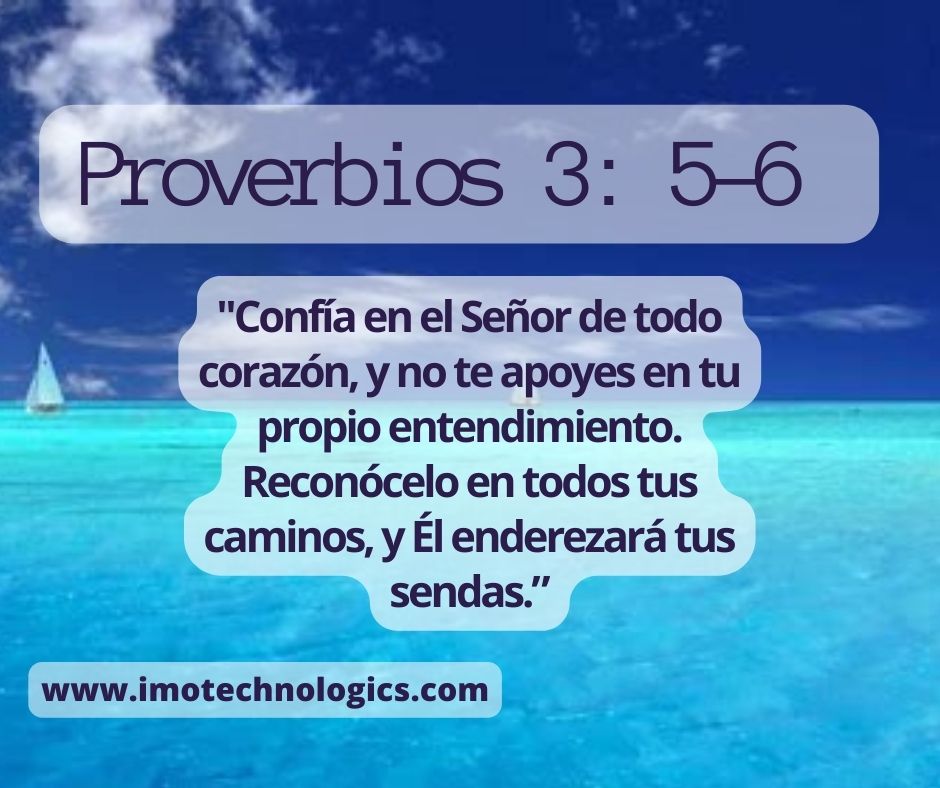 Proverbios 3: 5-6
"Confía en el Señor de todo
corazón, y no te apoyes en tu
propio entendimiento.
Reconócelo en todos tus
caminos, y Él enderezará tus
sendas.”
www.imotechnologics.com